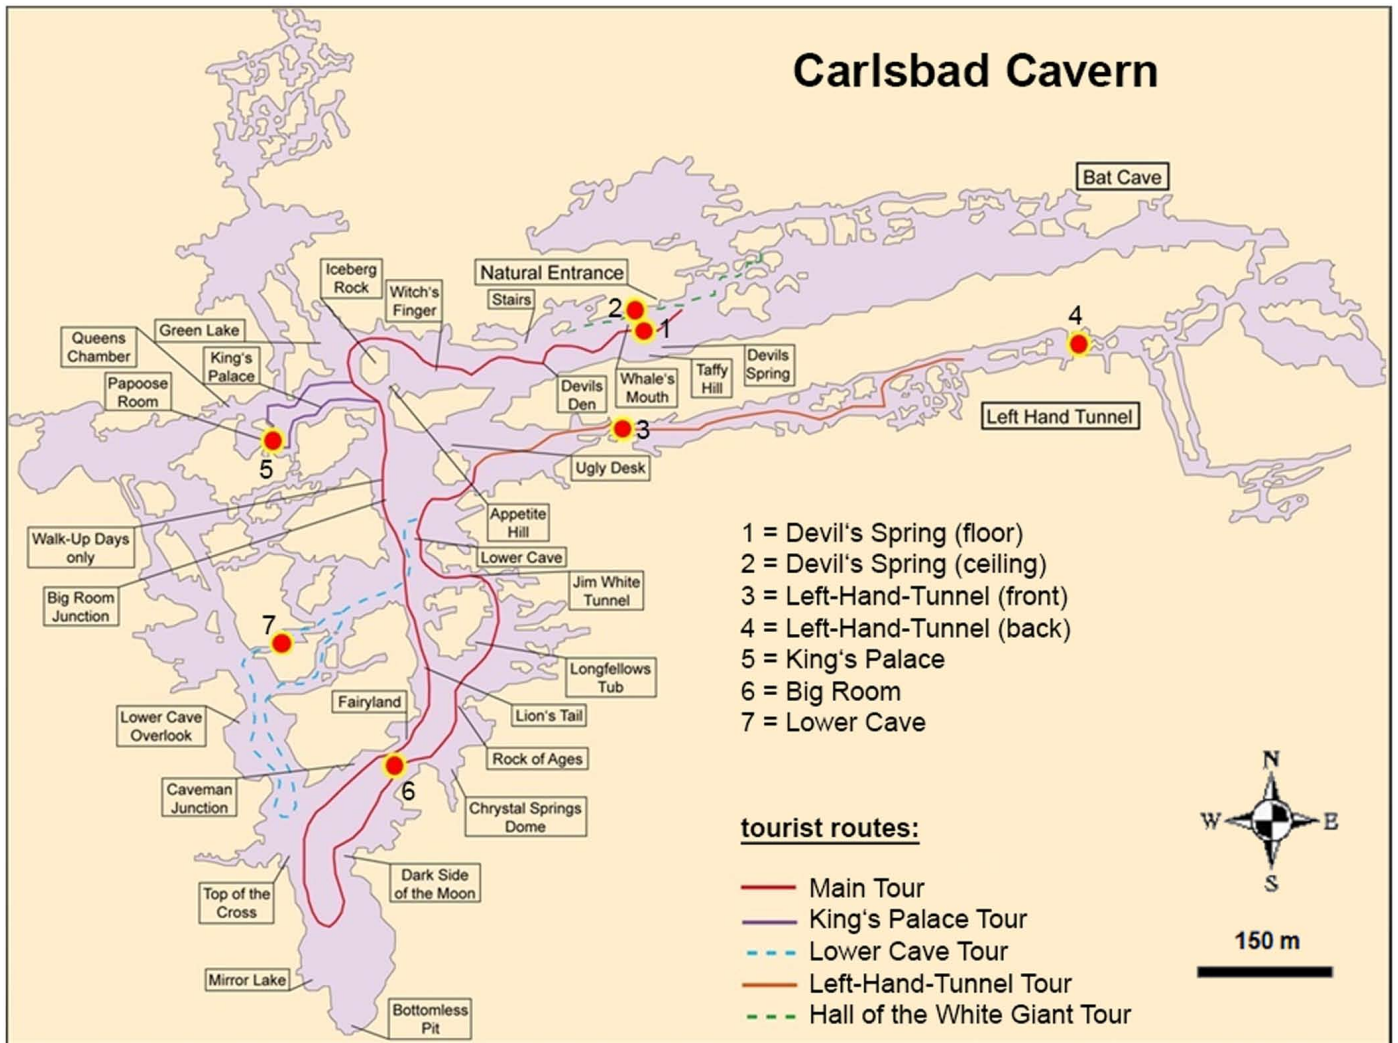 Carlsbad Cavern
Bat Cave
Iceberg
Rock
Natural Entrance
Witch's
Finger
Stairs
2
1
4
Green Lake
Queens
Chamber
King's
Palace
Papoose
Room
Devils
Den
Whale's
Mouth
Taffy
Hill
Devils
Spring
Left Hand Tunnel
3
5
Ugly Desk
Appetite
Hill
Walk-Up Days
only
Lower Cave
Big Room
Junction
Jim White
Tunnel
7
Longfellows
Tub
Fairyland
Lion's Tail
Lower Cave
Overlook
Rock of Ages
Caveman
Junction
6
Chrystal Springs
Dome
Top of the
Cross
Dark Side
of the Moon
Mirror Lake
Bottomless
Pit
1 = Devil‘s Spring (floor)
2 = Devil‘s Spring (ceiling)
3 = Left-Hand-Tunnel (front)
4 = Left-Hand-Tunnel (back)
5 = King‘s Palace
6 = Big Room
7 = Lower Cave
tourist routes:
Main Tour
King‘s Palace Tour
Lower Cave Tour
Left-Hand-Tunnel Tour
Hall of the White Giant Tour
N
W E
S
150 m